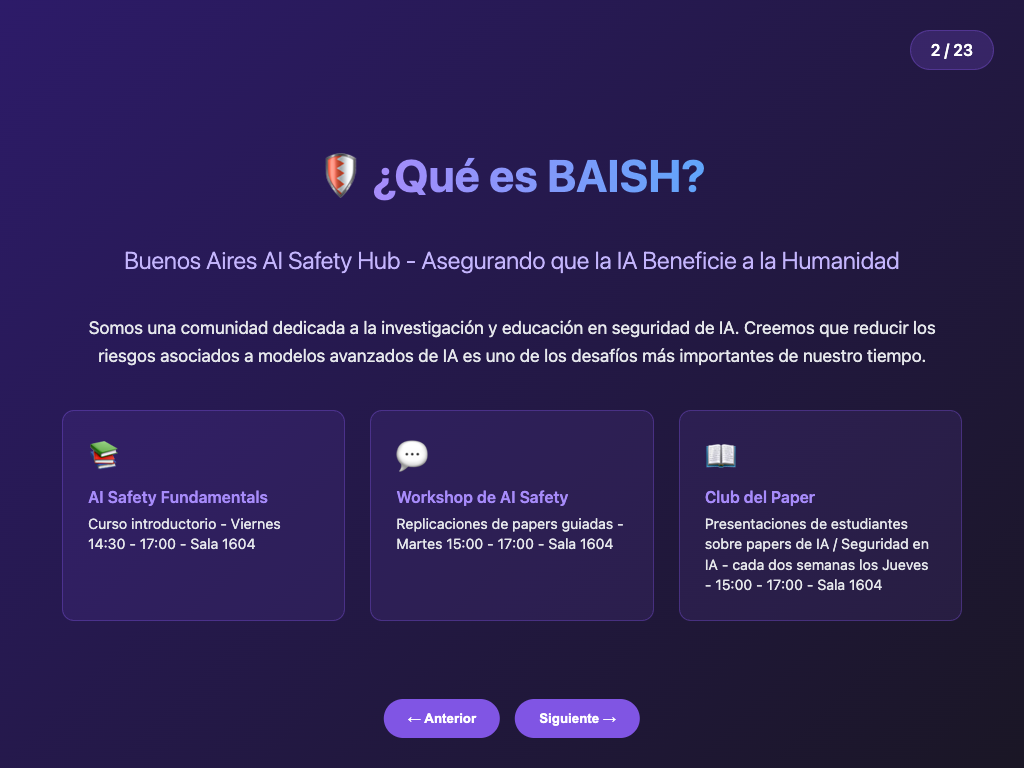 2 / 23
¿Qué es BAISH?
Buenos Aires AI Safety Hub - Asegurando que la IA Beneficie a la Humanidad
Somos una comunidad dedicada a la investigación y educación en seguridad de IA. Creemos que reducir los
riesgos asociados a modelos avanzados de IA es uno de los desafíos más importantes de nuestro tiempo.
AI Safety Fundamentals
Curso introductorio - Viernes
14:30 - 17:00 - Sala 1604
Workshop de AI Safety
Replicaciones de papers guiadas -
Martes 15:00 - 17:00 - Sala 1604
Club del Paper
Presentaciones de estudiantes
sobre papers de IA / Seguridad en
IA - cada dos semanas los Jueves
- 15:00 - 17:00 - Sala 1604
← Anterior
Siguiente →